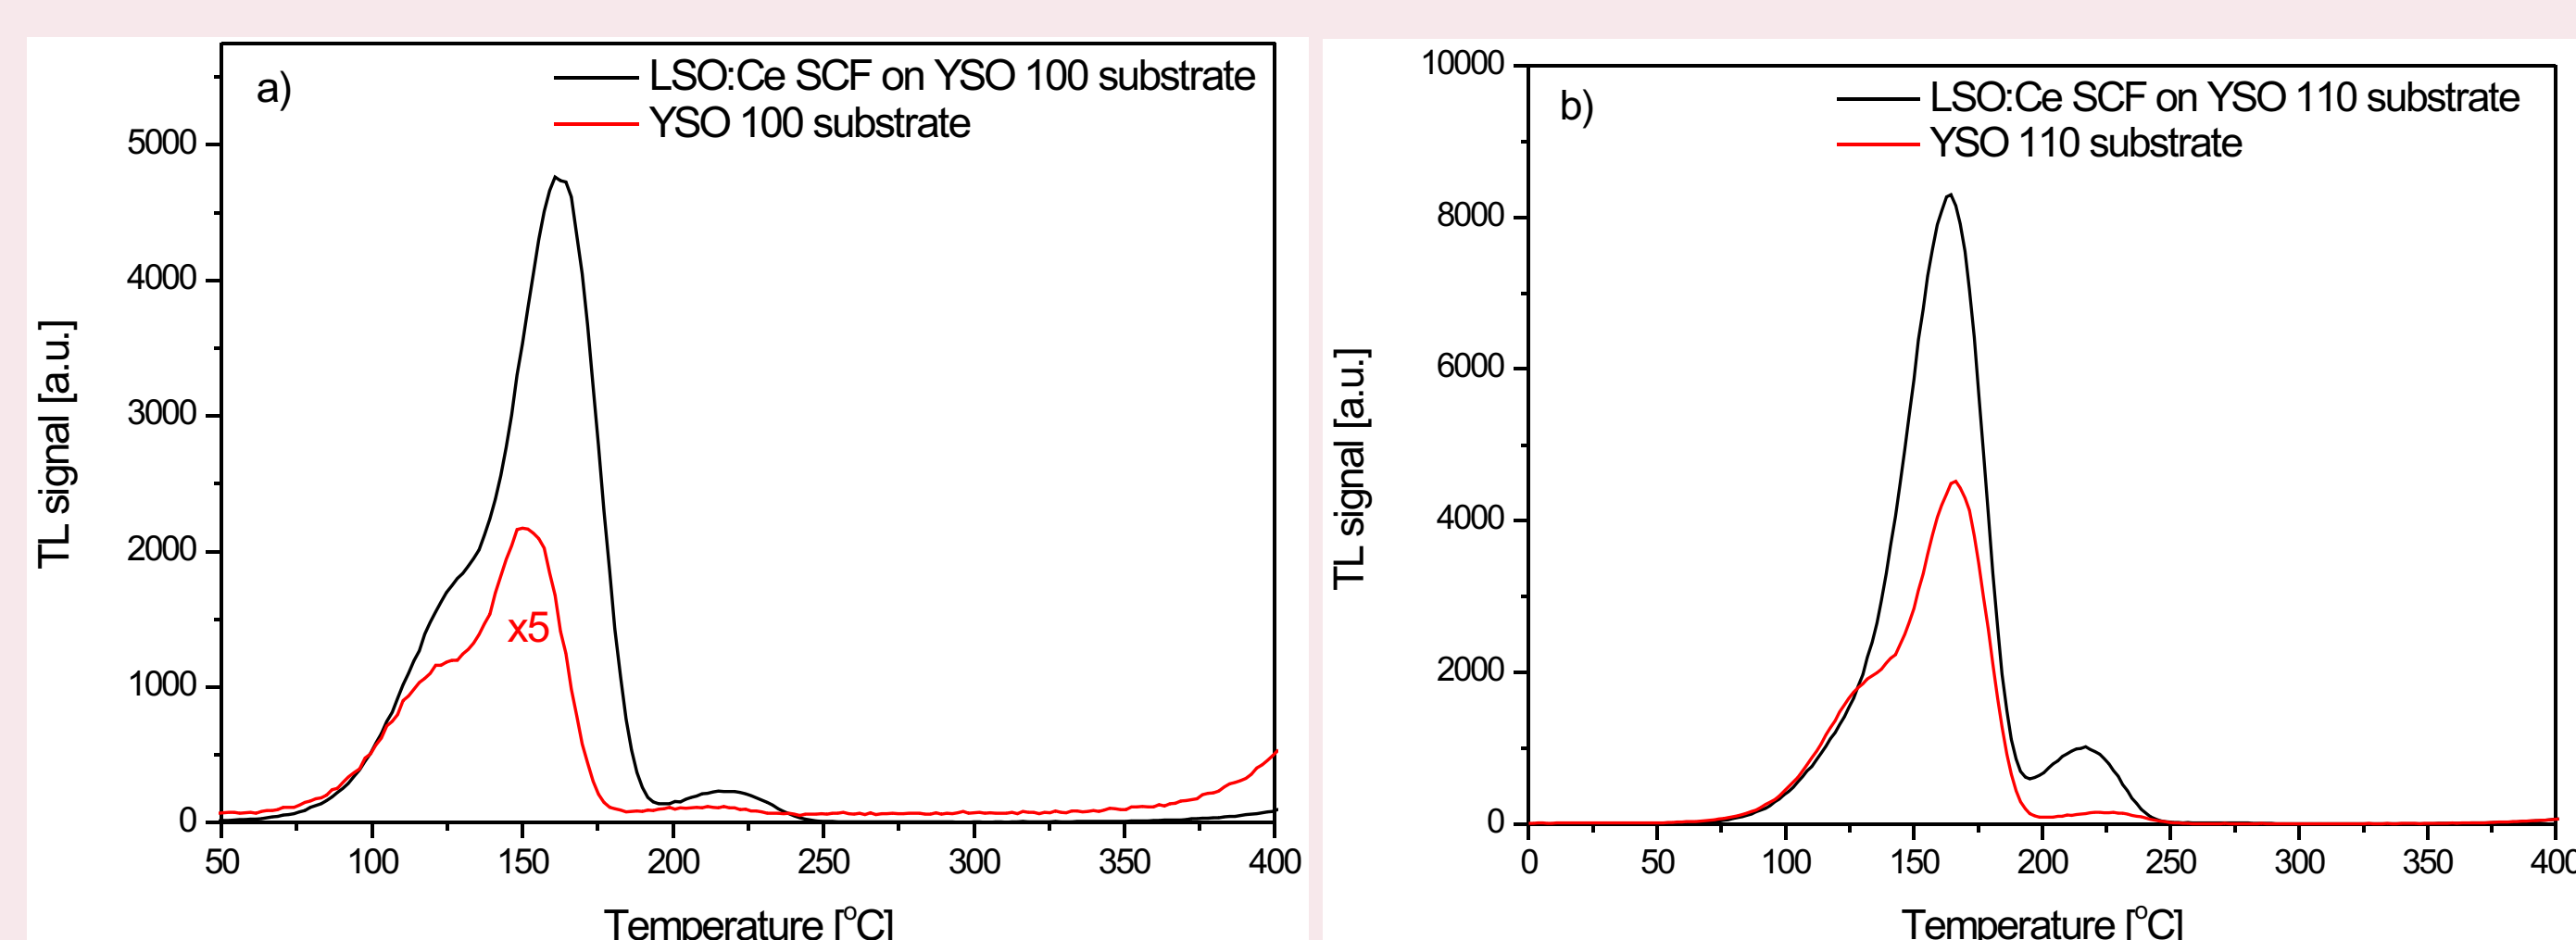 a)
LSO:Ce SCF on YSO 100 substrate
YSO 100 substrate
5000
4000
3000
2000
1000
0
x5
TL signal [a.u.]
50 100 150 200 250 300 350 400
Temperature [°C]
b)
LSO:Ce SCF on YSO 110 substrate
YSO 110 substrate
10000
8000
6000
4000
2000
0
TL signal [a.u.]
0 50 100 150 200 250 300 350 400
Temperature [°C]